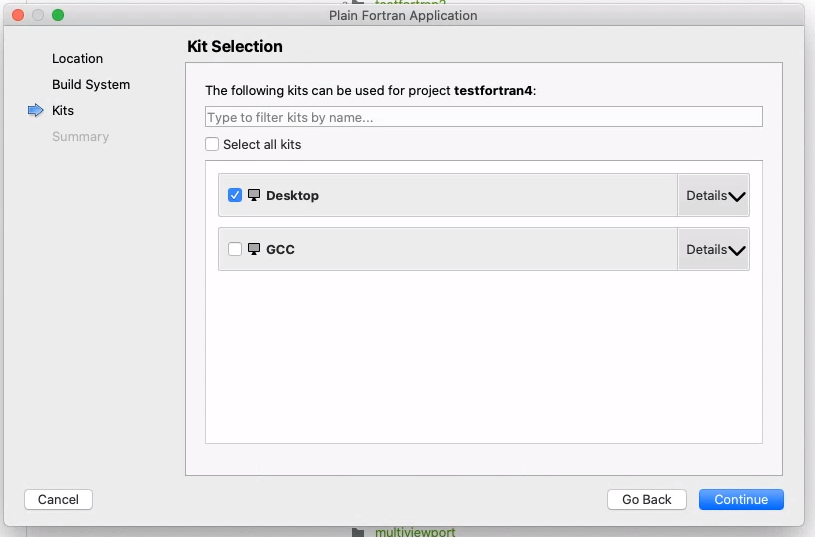 testfortran3
Plain Fortran Application
Location
Build System
Kits
Summary
Kit Selection
The following kits can be used for project testfortran4:
Type to filter kits by name...
Select all kits
Desktop
Details
GCC
Details
Cancel
Go Back
Continue
multiviewport